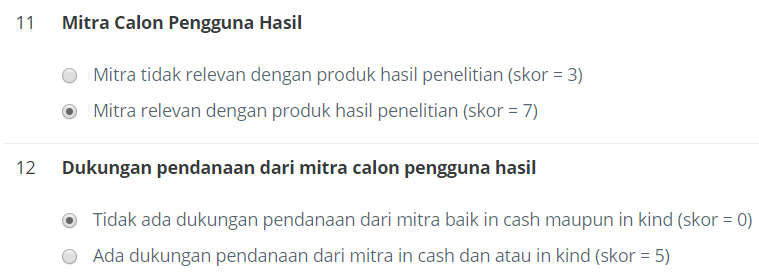 11 Mitra Calon Pengguna Hasil
Mitra tidak relevan dengan produk hasil penelitian (skor = 3)
Mitra relevan dengan produk hasil penelitian (skor = 7)
12 Dukungan pendanaan dari mitra calon pengguna hasil
Tidak ada dukungan pendanaan dari mitra baik in cash maupun in kind (skor = 0)
Ada dukungan pendanaan dari mitra in cash dan atau in kind (skor = 5)